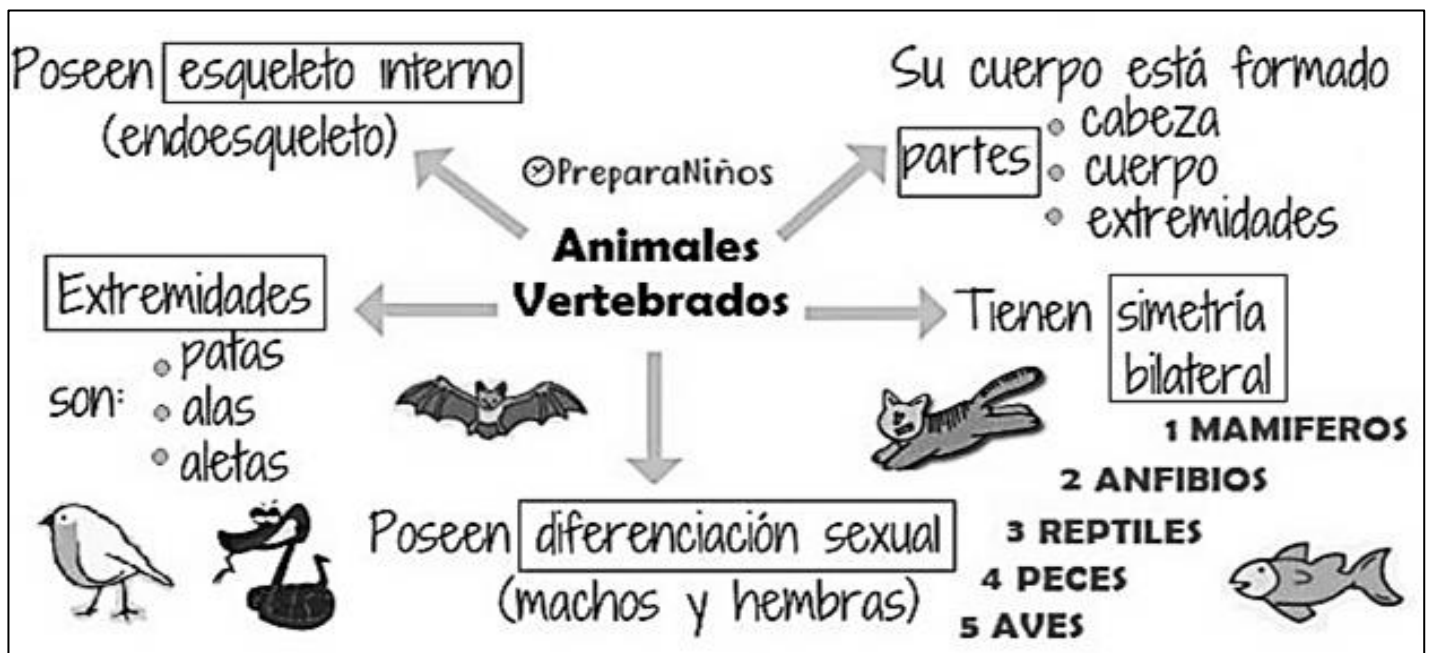 Poseen esqueleto interno
(endoesqueleto)
Su cuerpo está formado
partes
cabeza
cuerpo
extremidades
PreparaNiños
Animales
Vertebrados
Extremidades
son:
patas
alas
aletas
Tienen simetría
bilateral
Poseen diferenciación sexual
(machos y hembras)
1 MAMIFEROS
2 ANFIBIOS
3 REPTILES
4 PECES
5 AVES